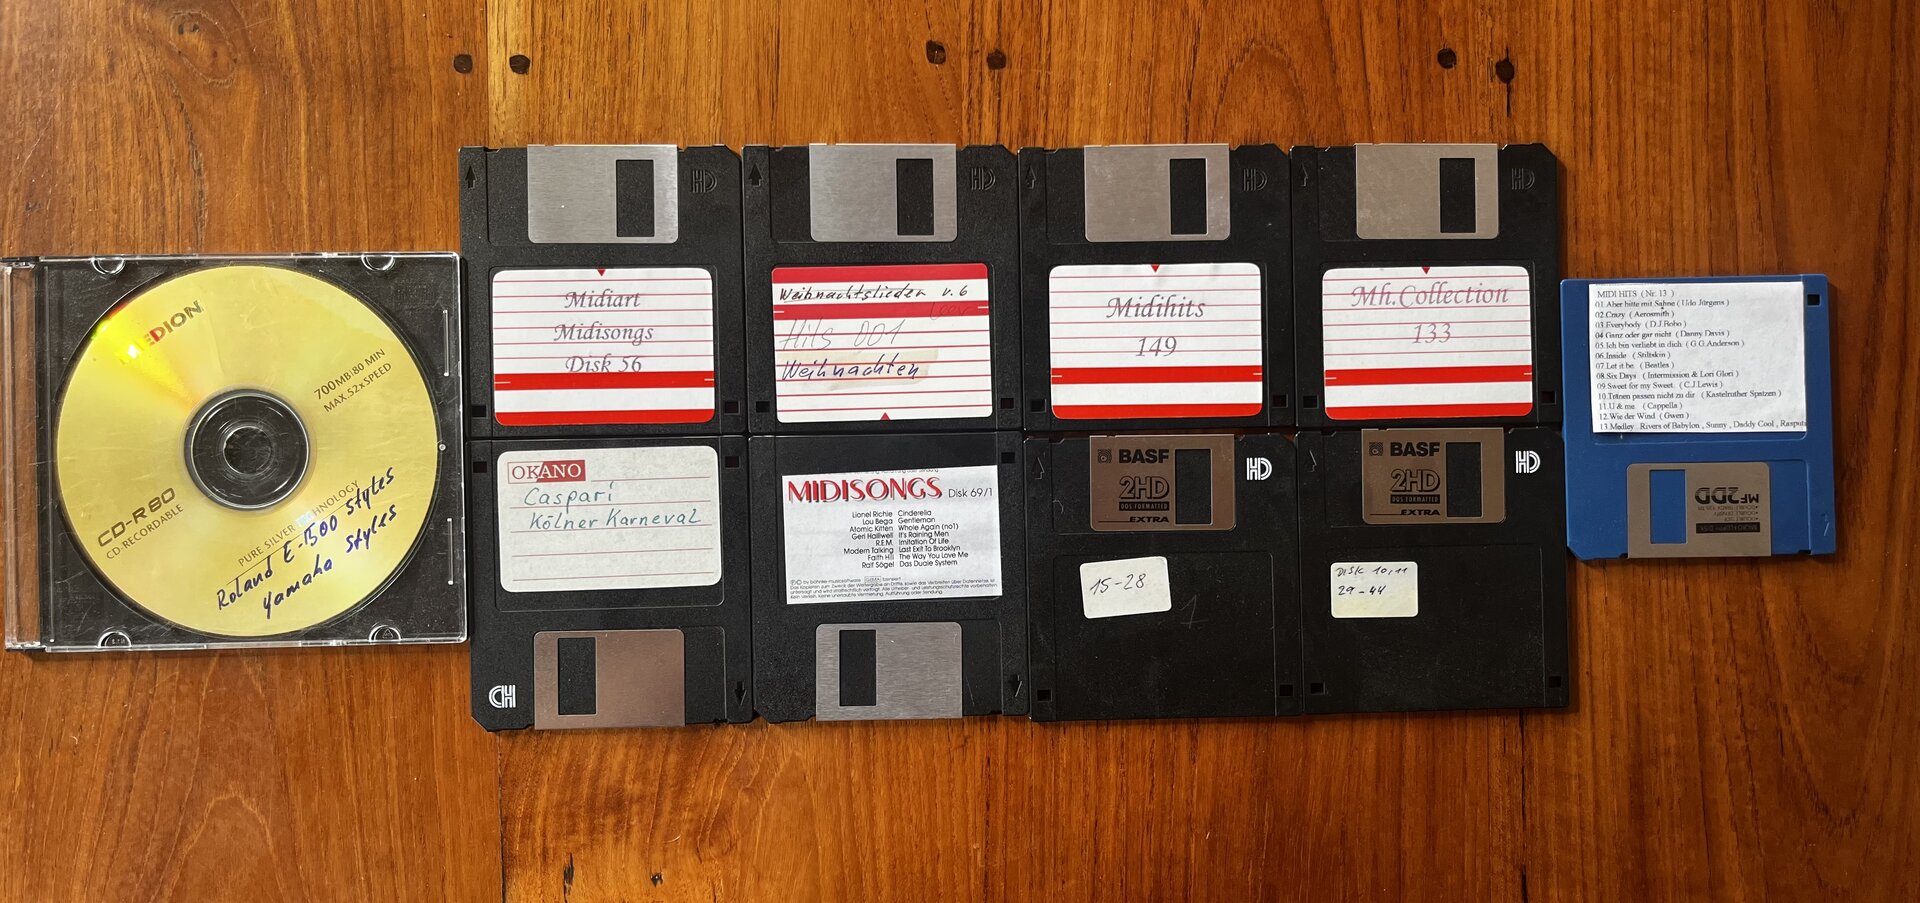 EDION
700MB|80 MIN
MAX.52xSPEED
CD-R80
CD-RECORDABLE
PURE SILVER TECHNOLOGY
Roland E-500 Styles
Yamaha Styles
HD
Midiart
Midisongs
Disk 56
HD
Weihnachtslieder V. 6
Leer
Hits 001
Weihnachten
HD
Midihits
149
HD
Mh.Collection
133
OKANO
Caspari
Kölner Karneval
HD
MIDISONGS Disk 69/1
Lionel Richie Cinderella
Lou Bega Gentleman
Atomic Kitten Whole Again (no1)
Geri Halliwell It's Raining Men
R.E.M. Imitation Of Life
Modern Talking Last Exit To Brooklyn
Faith Hill The Way You Love Me
Ralf Sögel Das Duale System
BASF
HD
2HD
DOS FORMATTED
EXTRA
15-28
1
BASF
HD
2HD
DOS FORMATTED
EXTRA
DISK 10,11
29-44
MIDI HITS ( Nr. 13 )
01.Aber bitte mit Sahne ( Udo Jürgens )
02.Crazy ( Aerosmith )
03.Everybody ( D.J.Bobo )
04.Ganz oder gar nicht ( Danny Davis )
05.Ich bin verliebt in dich ( G.G.Anderson )
06.Inside ( Stiltskin )
07.Let it be ( Beatles )
08.Six Days ( Intermission & Lori Glori )
09.Sweet for my Sweet ( C.J.Lewis )
10.Tränen passen nicht zu dir ( Kastelruther Spatzen )
11.U & me ( Cappella )
12.Wie der Wind ( Gwen )
13.Medley Rivers of Babylon , Sunny , Daddy Cool , Rasputi
MF2DD